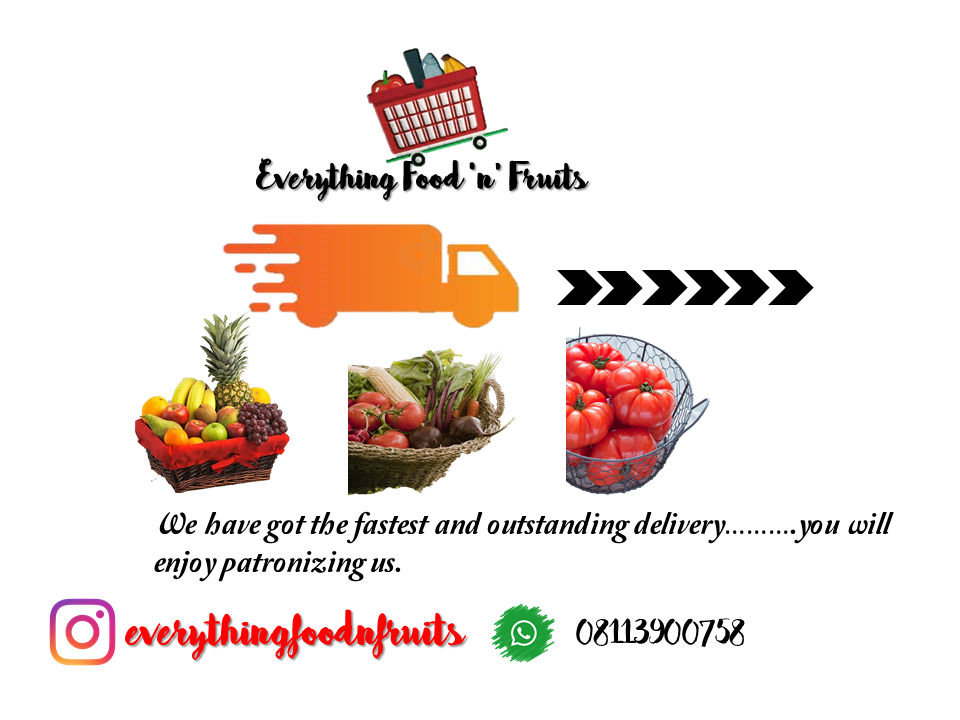 Everything Food 'n' Fruits
We have got the fastest and outstanding delivery..........you will
enjoy patronizing us.
everythingfoodnfruits
08113900758